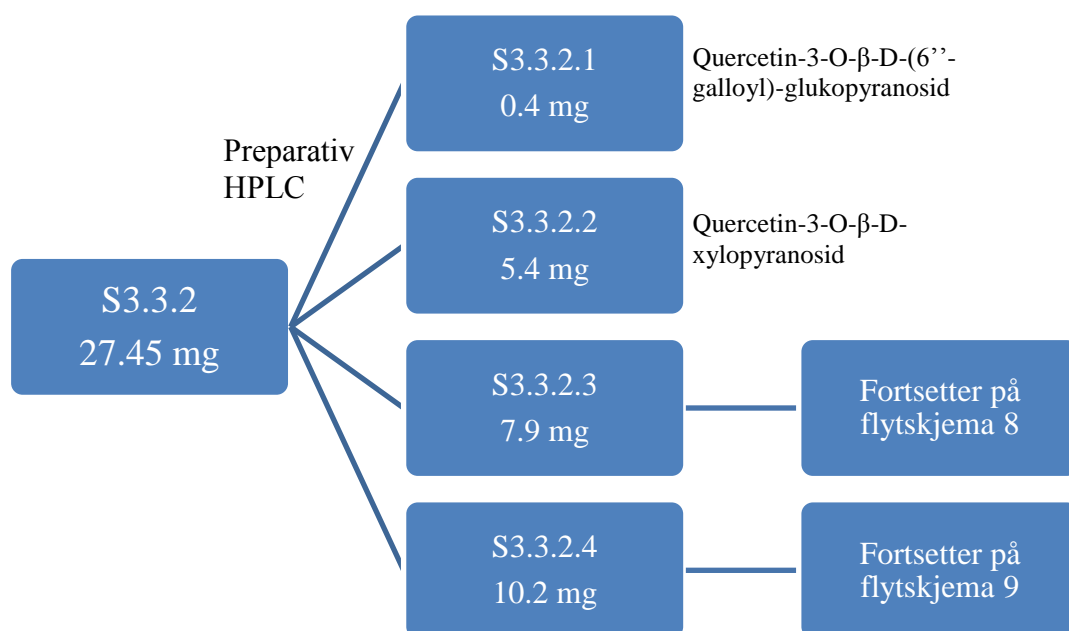 S3.3.2
27.45 mg
Preparativ
HPLC
S3.3.2.1
0.4 mg
Quercetin-3-O-β-D-(6’’-
galloyl)-glukopyranosid
S3.3.2.2
5.4 mg
Quercetin-3-O-β-D-
xylopyranosid
S3.3.2.3
7.9 mg
Fortsetter på
flytskjema 8
S3.3.2.4
10.2 mg
Fortsetter på
flytskjema 9